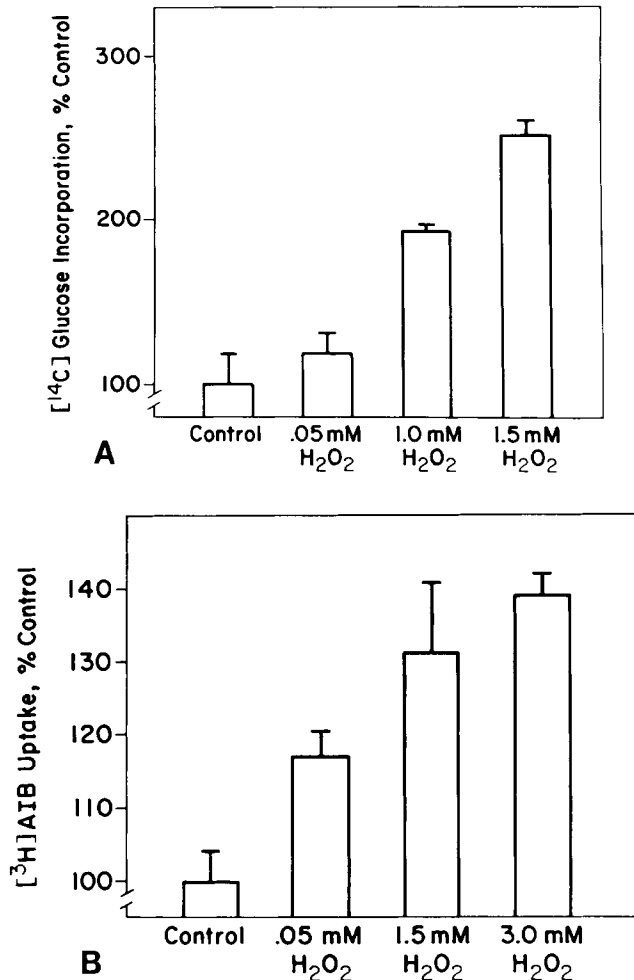 [¹⁴C] Glucose Incorporation, % Control
300
200
100
Control .05 mM 1.0 mM 1.5 mM
H₂O₂ H₂O₂ H₂O₂
A
[³H]AIB Uptake, % Control
140
130
120
110
100
Control .05 mM 1.5 mM 3.0 mM
H₂O₂ H₂O₂ H₂O₂
B